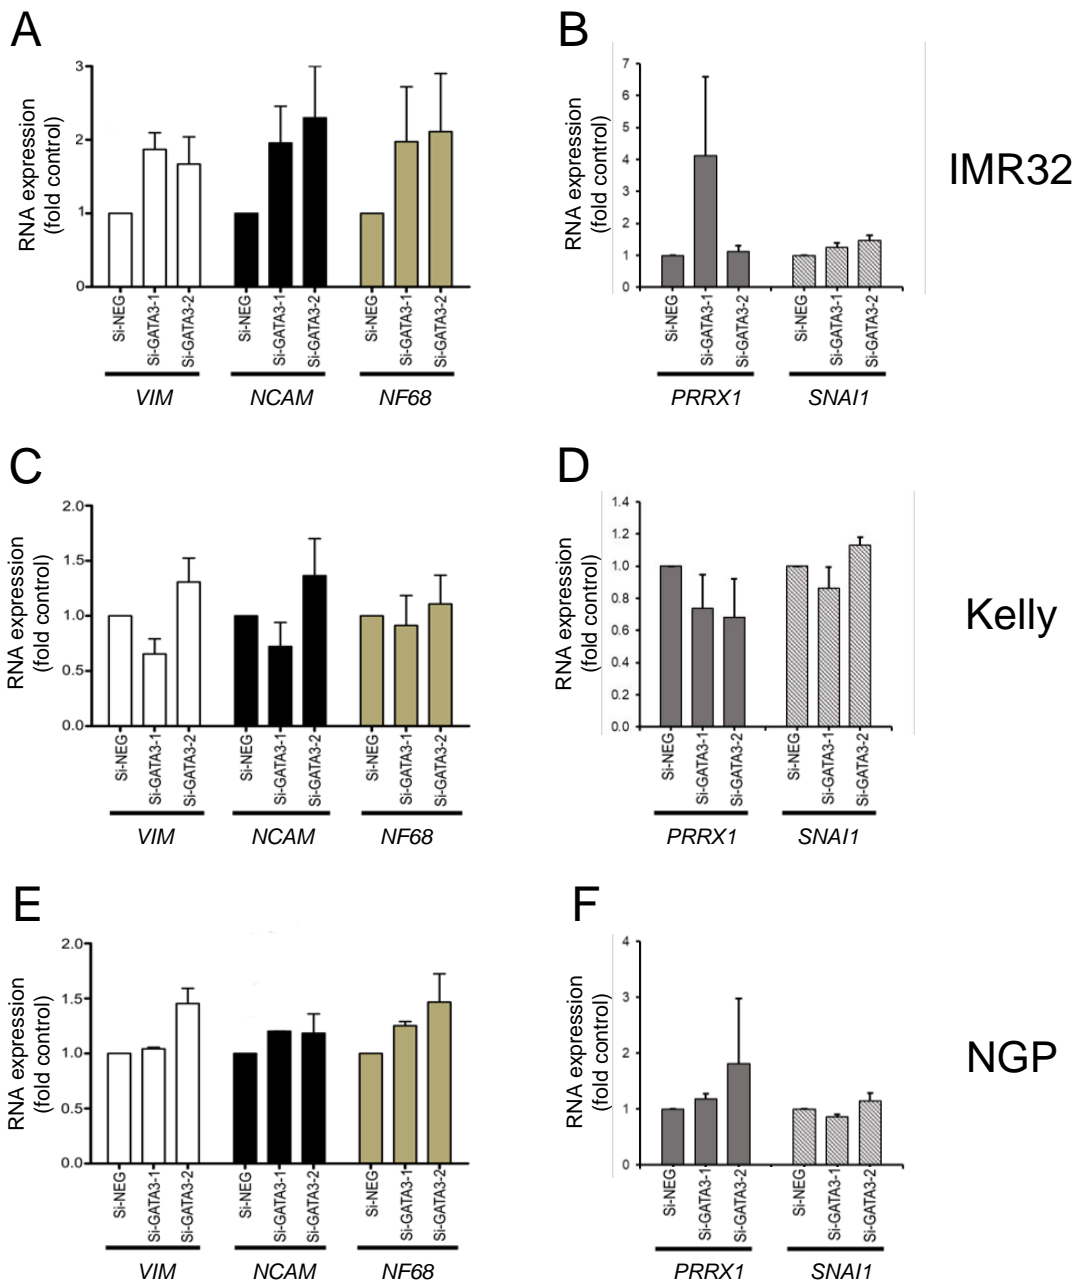 A
RNA expression
(fold control)
3
2
1
0
Si-NEG
Si-GATA3-1
Si-GATA3-2
Si-NEG
Si-GATA3-1
Si-GATA3-2
Si-NEG
Si-GATA3-1
Si-GATA3-2
VIM
NCAM
NF68
B
RNA expression
(fold control)
7
6
5
4
3
2
1
0
Si-NEG
Si-GATA3-1
Si-GATA3-2
Si-NEG
Si-GATA3-1
Si-GATA3-2
PRRX1
SNAI1
IMR32
C
RNA expression
(fold control)
2.0
1.5
1.0
0.5
0.0
Si-NEG
Si-GATA3-1
Si-GATA3-2
Si-NEG
Si-GATA3-1
Si-GATA3-2
Si-NEG
Si-GATA3-1
Si-GATA3-2
VIM
NCAM
NF68
D
RNA expression
(fold control)
1.4
1.2
1.0
0.8
0.6
0.4
0.2
0.0
Si-NEG
Si-GATA3-1
Si-GATA3-2
Si-NEG
Si-GATA3-1
Si-GATA3-2
PRRX1
SNAI1
Kelly
E
RNA expression
(fold control)
2.0
1.5
1.0
0.5
0.0
Si-NEG
Si-GATA3-1
Si-GATA3-2
Si-NEG
Si-GATA3-1
Si-GATA3-2
Si-NEG
Si-GATA3-1
Si-GATA3-2
VIM
NCAM
NF68
F
RNA expression
(fold control)
4
3
2
1
0
Si-NEG
Si-GATA3-1
Si-GATA3-2
Si-NEG
Si-GATA3-1
Si-GATA3-2
PRRX1
SNAI1
NGP